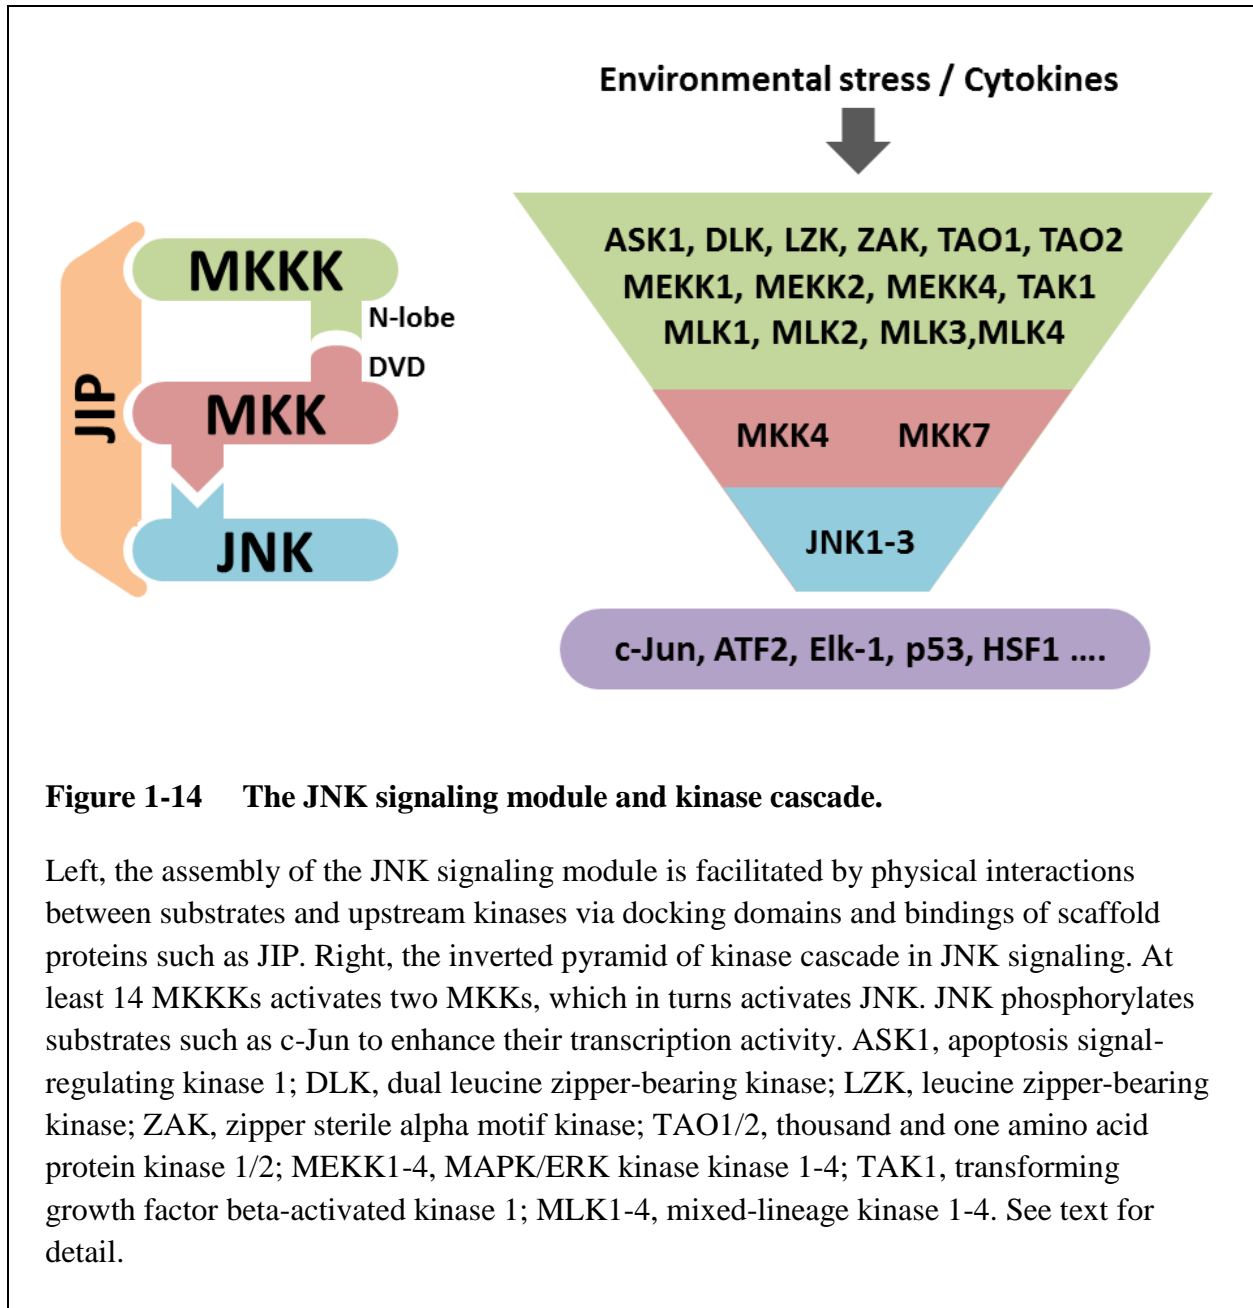 Environmental stress / Cytokines
MKKK
N-lobe
DVD
MKK
JIP
JNK
ASK1, DLK, LZK, ZAK, TAO1, TAO2
MEKK1, MEKK2, MEKK4, TAK1
MLK1, MLK2, MLK3,MLK4
MKK4 MKK7
JNK1-3
c-Jun, ATF2, Elk-1, p53, HSF1 ....
Figure 1-14 The JNK signaling module and kinase cascade.
Left, the assembly of the JNK signaling module is facilitated by physical interactions
between substrates and upstream kinases via docking domains and bindings of scaffold
proteins such as JIP. Right, the inverted pyramid of kinase cascade in JNK signaling. At
least 14 MKKKs activates two MKKs, which in turns activates JNK. JNK phosphorylates
substrates such as c-Jun to enhance their transcription activity. ASK1, apoptosis signal-
regulating kinase 1; DLK, dual leucine zipper-bearing kinase; LZK, leucine zipper-bearing
kinase; ZAK, zipper sterile alpha motif kinase; TAO1/2, thousand and one amino acid
protein kinase 1/2; MEKK1-4, MAPK/ERK kinase kinase 1-4; TAK1, transforming
growth factor beta-activated kinase 1; MLK1-4, mixed-lineage kinase 1-4. See text for
detail.